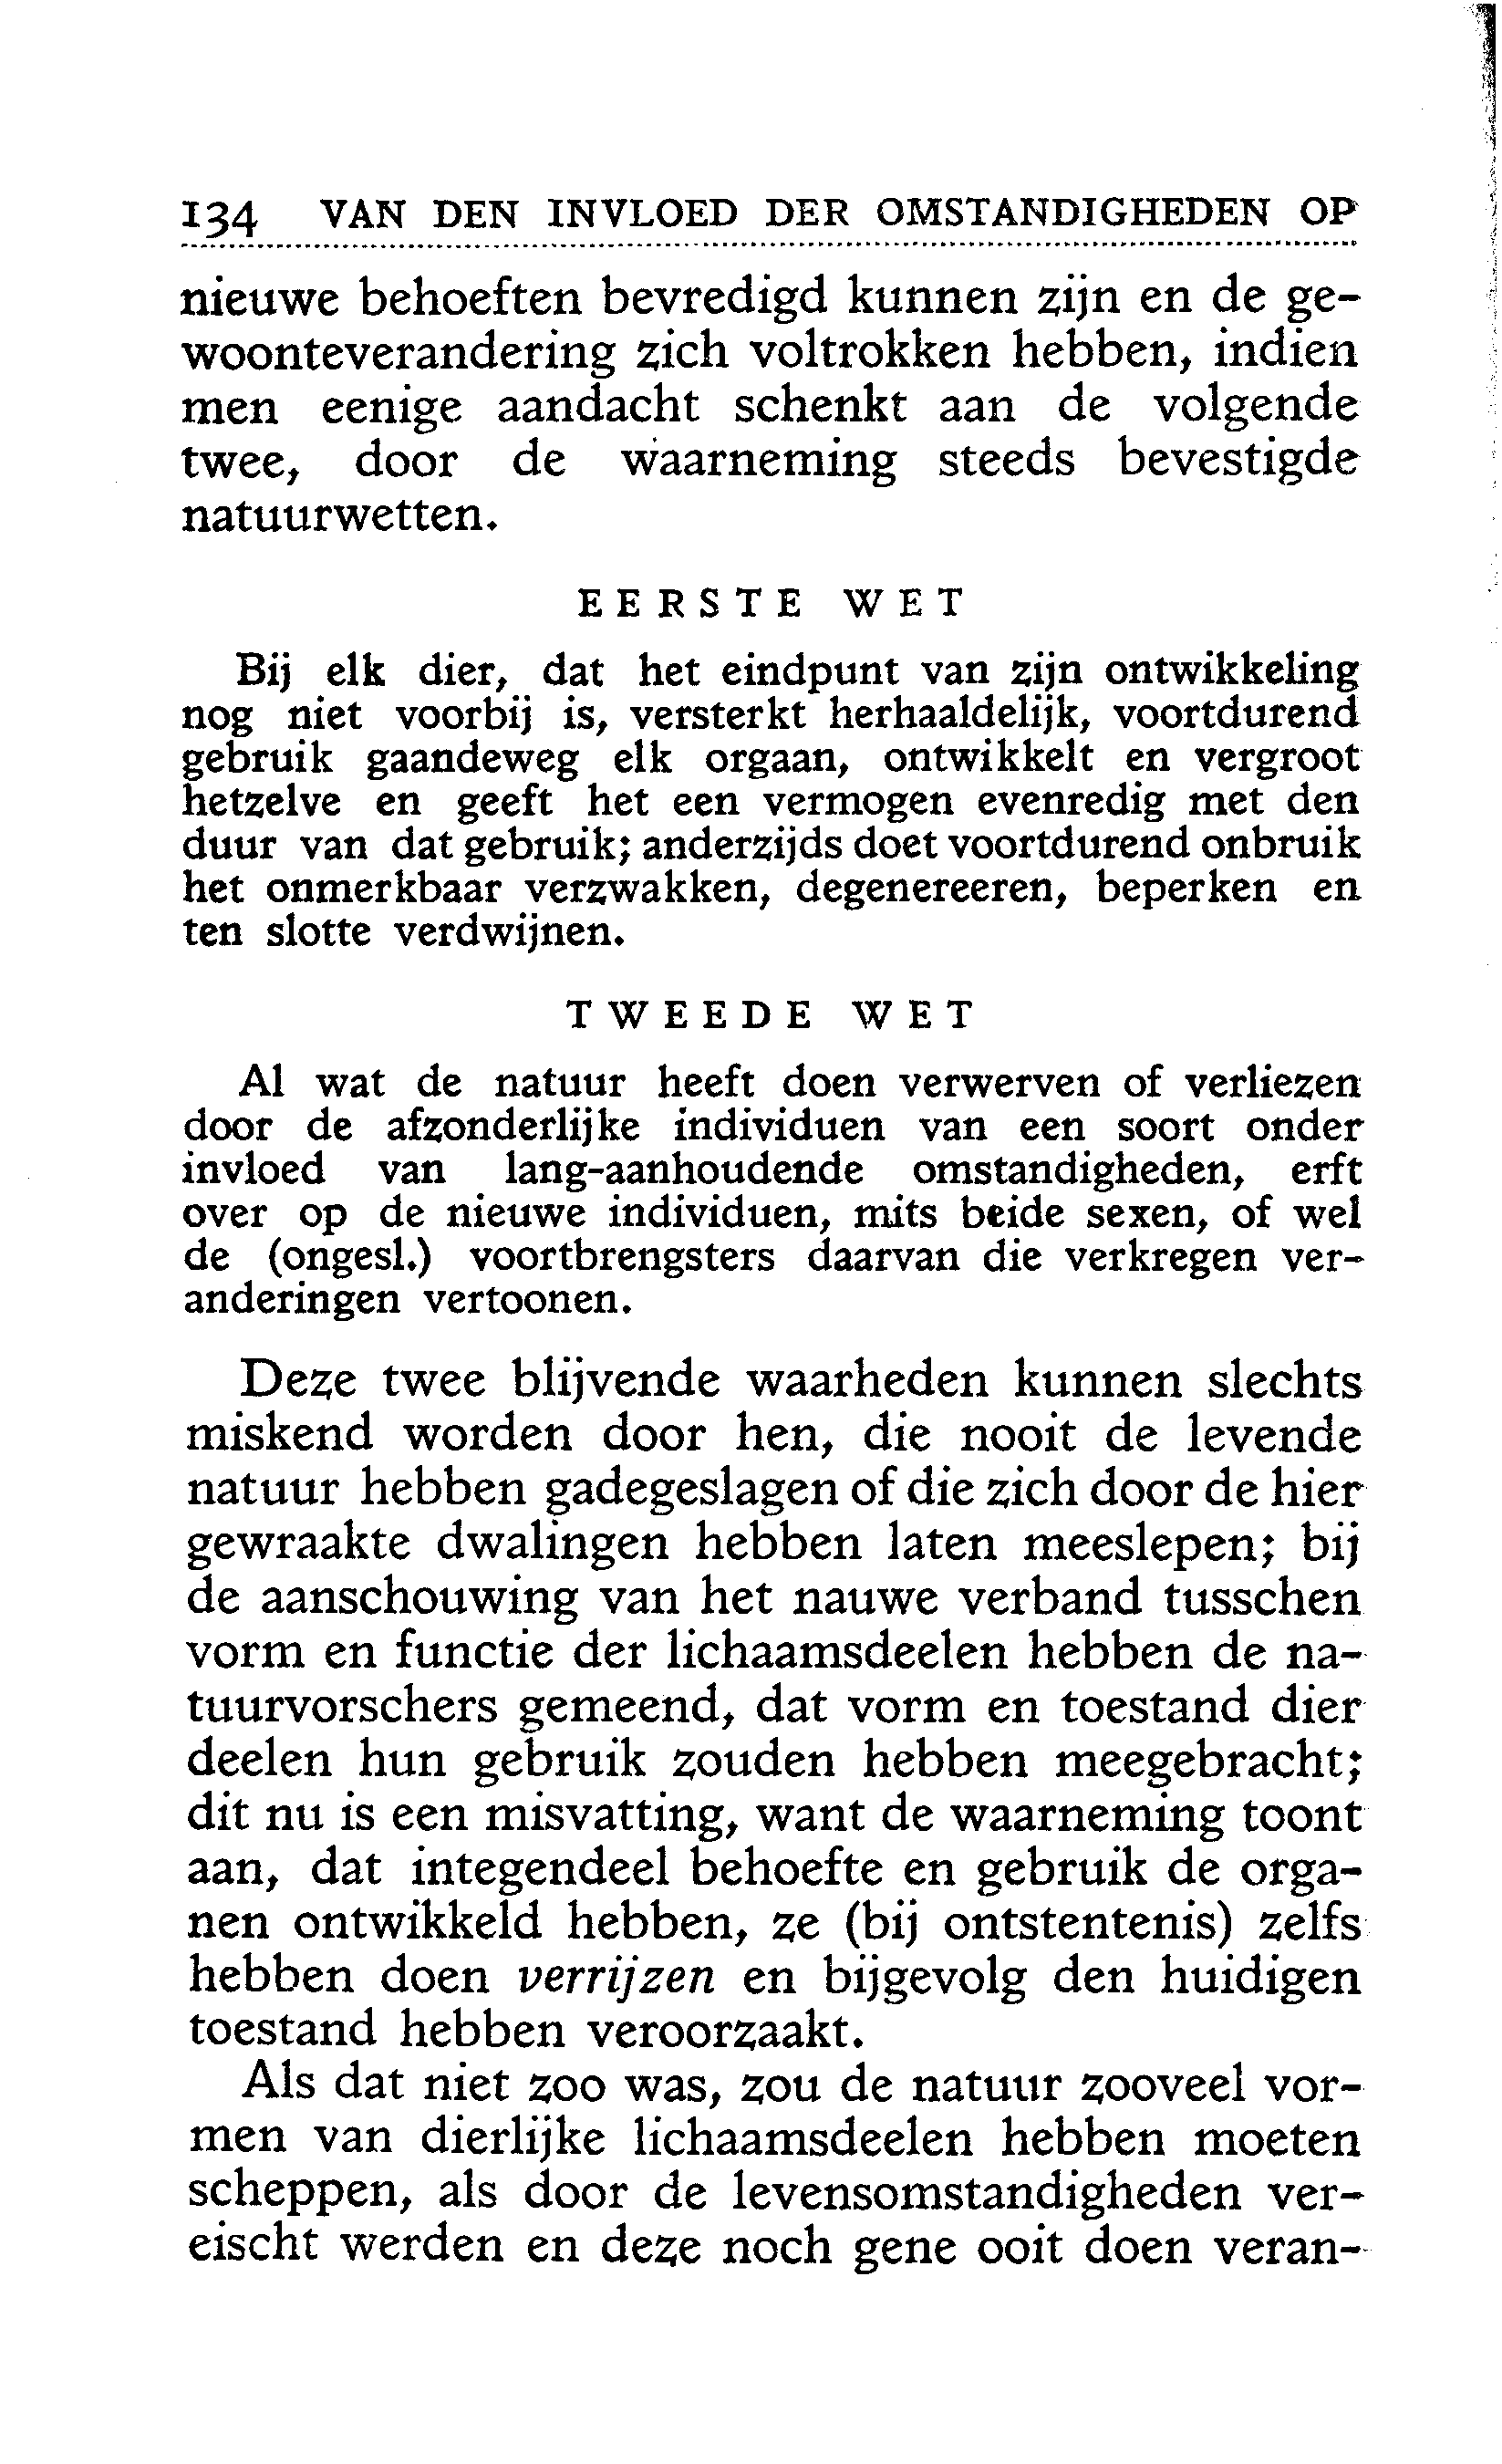 134 VAN DEN INVLOED DER OMSTANDIGHEDEN OP
nieuwe behoeften bevredigd kunnen zijn en de ge-
woonteverandering zich voltrokken hebben, indien
men eenige aandacht schenkt aan de volgende
twee, door de waarneming steeds bevestigde
natuurwetten.
EERSTE WET
Bij elk dier, dat het eindpunt van zijn ontwikkeling
nog niet voorbij is, versterkt herhaaldelijk, voortdurend
gebruik gaandeweg elk orgaan, ontwikkelt en vergroot
hetzelve en geeft het een vermogen evenredig met den
duur van dat gebruik; anderzijds doet voortdurend onbruik
het onmerkbaar verzwakken, degenereeren, beperken en
ten slotte verdwijnen.
TWEEDE WET
Al wat de natuur heeft doen verwerven of verliezen
door de afzonderlijke individuen van een soort onder
invloed van lang-aanhoudende omstandigheden, erft
over op de nieuwe individuen, mits beide sexen, of wel
de (ongesl.) voortbrengsters daarvan die verkregen ver-
anderingen vertoonen.
Deze twee blijvende waarheden kunnen slechts
miskend worden door hen, die nooit de levende
natuur hebben gadegeslagen of die zich door de hier
gewraakte dwalingen hebben laten meeslepen; bij
de aanschouwing van het nauwe verband tusschen
vorm en functie der lichaamsdeelen hebben de na-
tuurvorschers gemeend, dat vorm en toestand dier
deelen hun gebruik zouden hebben meegebracht;
dit nu is een misvatting, want de waarneming toont
aan, dat integendeel behoefte en gebruik de orga-
nen ontwikkeld hebben, ze (bij ontstentenis) zelfs
hebben doen verrijzen en bijgevolg den huidigen
toestand hebben veroorzaakt.
Als dat niet zoo was, zou de natuur zooveel vor-
men van dierlijke lichaamsdeelen hebben moeten
scheppen, als door de levensomstandigheden ver-
eischt werden en deze noch gene ooit doen veran-